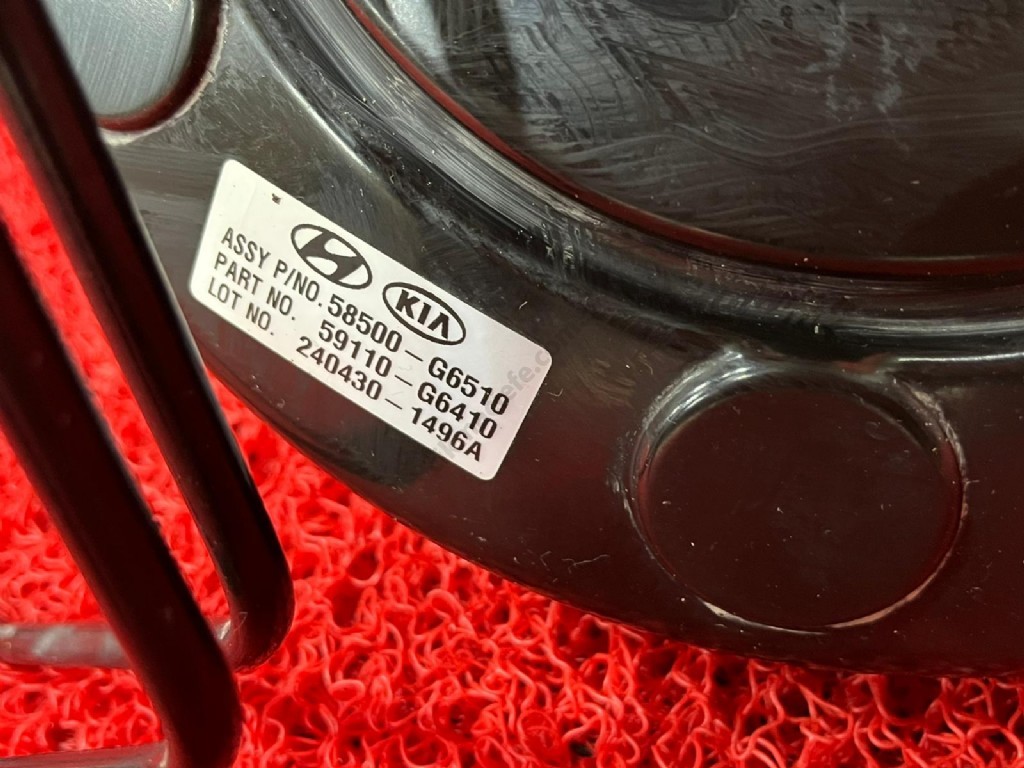 KIA
ASSY P/NO. 58500-G6510
PART NO. 59110-G6410
LOT NO. 240430-1496A